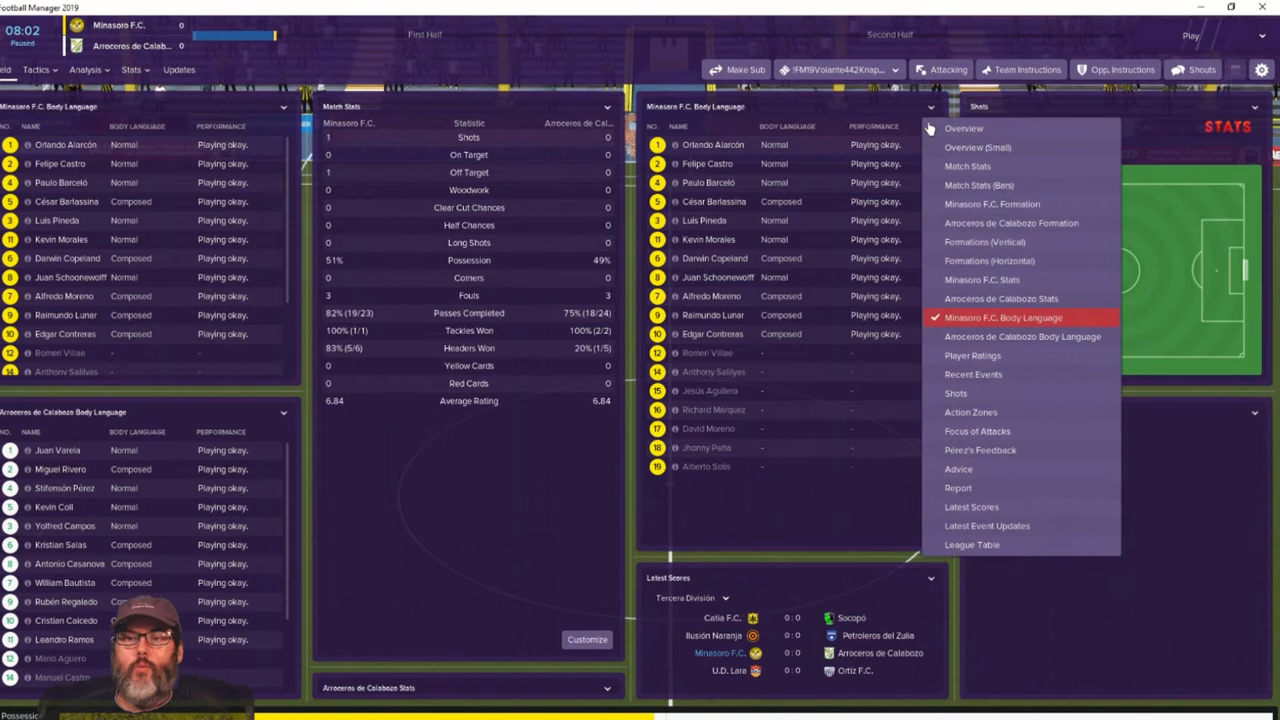 Football Manager 2019
08:02
Paused
Minasoro F.C. 0
Arroceros de Calab... 0
First Half
Second Half
Play
Tactics
Analysis
Stats
Updates
Make Sub
!FM19Volante442Knap...
Attacking
Team Instructions
Opp. Instructions
Shouts
Minasoro F.C. Body Language
NO. NAME BODY LANGUAGE PERFORMANCE
1 Orlando Alarcón Normal Playing okay.
2 Felipe Castro Normal Playing okay.
4 Paulo Barceló Normal Playing okay.
5 César Barlassina Composed Playing okay.
3 Luis Pineda Normal Playing okay.
11 Kevin Morales Normal Playing okay.
6 Darwin Copeland Composed Playing okay.
8 Juan Schoonewolff Normal Playing okay.
7 Alfredo Moreno Composed Playing okay.
9 Raimundo Lunar Composed Playing okay.
10 Edgar Contreras Composed Playing okay.
12 Romeri Villae - -
14 Anthony Salilyas - -
Arroceros de Calabozo Body Language
NO. NAME BODY LANGUAGE PERFORMANCE
1 Juan Varela Normal Playing okay.
2 Miguel Rivero Composed Playing okay.
4 Stifensón Pérez Normal Playing okay.
5 Kevin Coll Normal Playing okay.
3 Yolfred Campos Normal Playing okay.
6 Kristian Salas Composed Playing okay.
8 Antonio Casanova Composed Playing okay.
7 William Bautista Composed Playing okay.
9 Rubén Regalado Playing okay.
10 Cristian Caicedo Playing okay.
11 Leandro Ramos Playing okay.
12 Mário Agüero -
14 Manuel Castro
Match Stats
Minasoro F.C. Statistic Arroceros de Cal...
1 Shots 0
0 On Target 0
1 Off Target 0
0 Woodwork 0
0 Clear Cut Chances 0
0 Half Chances 0
0 Long Shots 0
51% Possession 49%
0 Corners 0
3 Fouls 3
82% (19/23) Passes Completed 75% (18/24)
100% (1/1) Tackles Won 100% (2/2)
83% (5/6) Headers Won 20% (1/5)
0 Yellow Cards 0
0 Red Cards 0
6.84 Average Rating 6.84
Customize
Arroceros de Calabozo Stats
Minasoro F.C. Body Language
NO. NAME BODY LANGUAGE PERFORMANCE
1 Orlando Alarcón Normal Playing okay.
2 Felipe Castro Normal Playing okay.
4 Paulo Barceló Normal Playing okay.
5 César Barlassina Composed Playing okay.
3 Luis Pineda Normal Playing okay.
11 Kevin Morales Normal Playing okay.
6 Darwin Copeland Composed Playing okay.
8 Juan Schoonewolff Normal Playing okay.
7 Alfredo Moreno Composed Playing okay.
9 Raimundo Lunar Composed Playing okay.
10 Edgar Contreras Composed Playing okay.
12 Romeri Villae - -
14 Anthony Salilyas - -
15 Jesús Aguilera - -
16 Richard Márquez - -
17 David Moreno - -
18 Jhonny Peña - -
19 Alberto Solis - -
Latest Scores
Tercera División
Catia F.C. 0 : 0 Socopó
Ilusión Naranja 0 : 0 Petroleros del Zulia
Minasoro F.C. 0 : 0 Arroceros de Calabozo
U.D. Lara 0 : 0 Ortiz F.C.
Shots
STATS
Overview
Overview (Small)
Match Stats
Match Stats (Bars)
Minasoro F.C. Formation
Arroceros de Calabozo Formation
Formations (Vertical)
Formations (Horizontal)
Minasoro F.C. Stats
Arroceros de Calabozo Stats
Minasoro F.C. Body Language
Arroceros de Calabozo Body Language
Player Ratings
Recent Events
Shots
Action Zones
Focus of Attacks
Pérez's Feedback
Advice
Report
Latest Scores
Latest Event Updates
League Table